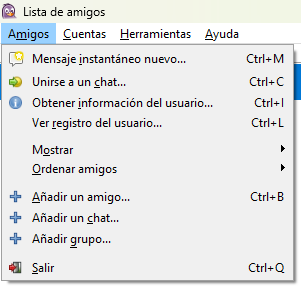 Lista de amigos
Amigos Cuentas Herramientas Ayuda
Mensaje instantáneo nuevo... Ctrl+M
Unirse a un chat... Ctrl+C
Obtener información del usuario... Ctrl+I
Ver registro del usuario... Ctrl+L
Mostrar
Ordenar amigos
Añadir un amigo... Ctrl+B
Añadir un chat...
Añadir grupo...
Salir Ctrl+Q